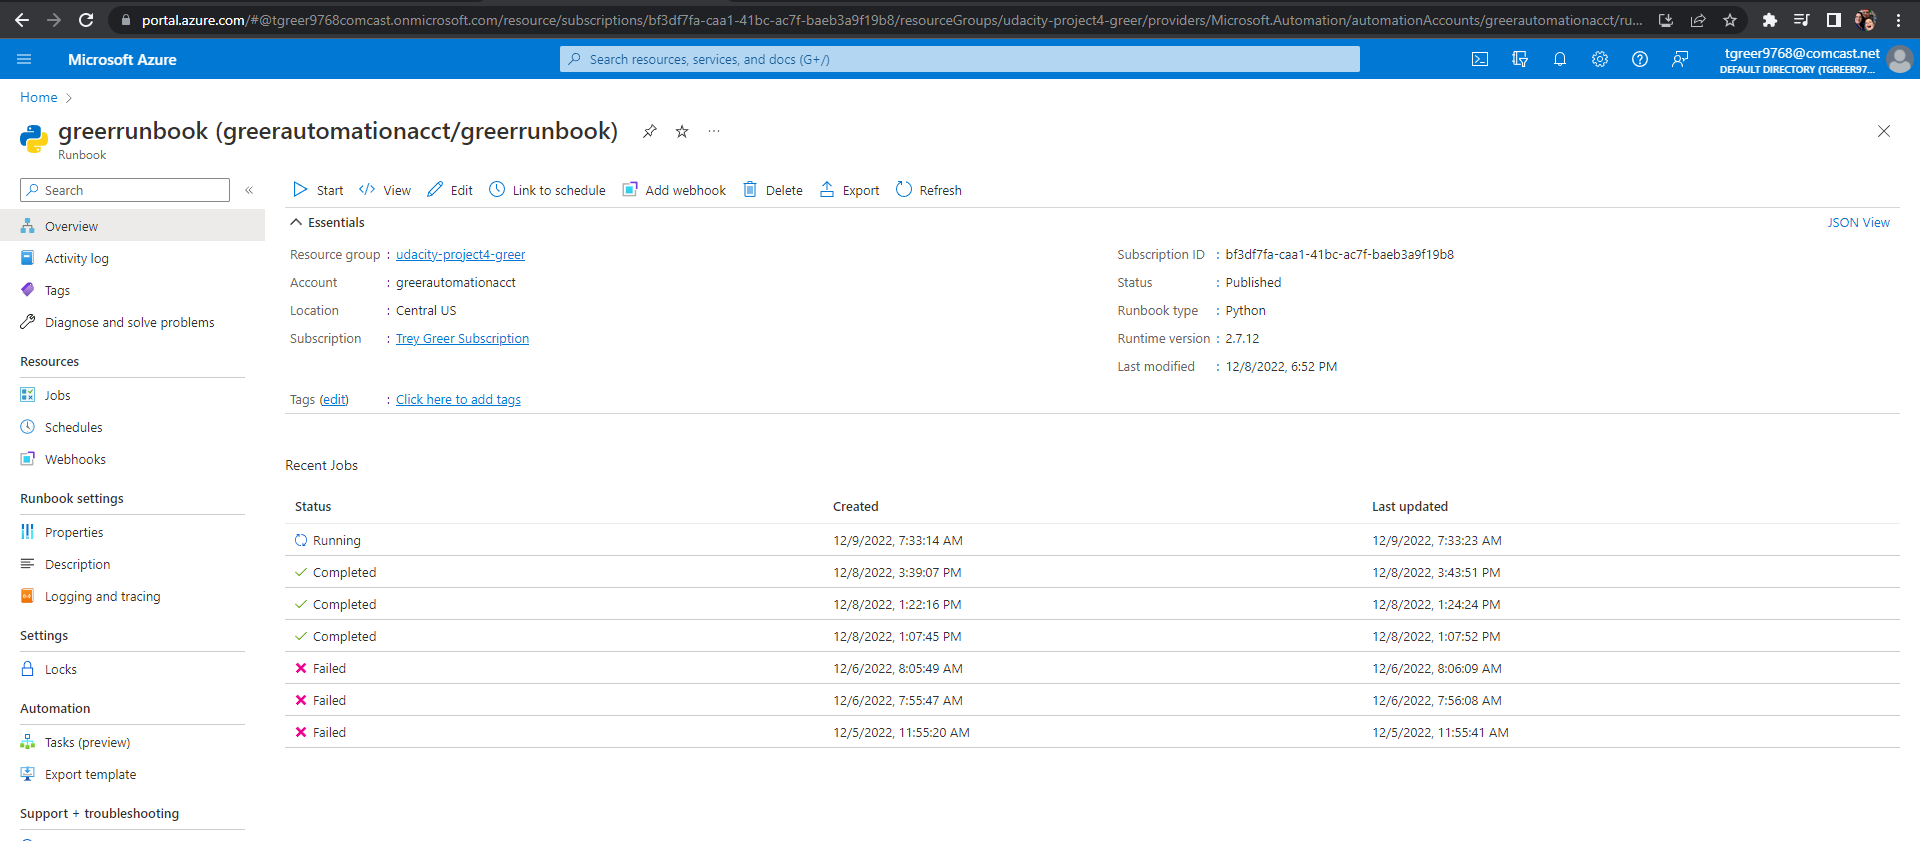 portal.azure.com/#@tgreer9768comcast.onmicrosoft.com/resource/subscriptions/bf3df7fa-caa1-41bc-ac7f-baeb3a9f19b8/resourceGroups/udacity-project4-greer/providers/Microsoft.Automation/automationAccounts/greerautomationacct/ru...
Microsoft Azure
Search resources, services, and docs (G+/)
tgreer9768@comcast.net
DEFAULT DIRECTORY (TGREER97...
Home
greerrunbook (greerautomationacct/greerrunbook)
Runbook
Search
«
Start
View
Edit
Link to schedule
Add webhook
Delete
Export
Refresh
Overview
Activity log
Tags
Diagnose and solve problems
Resources
Jobs
Schedules
Webhooks
Runbook settings
Properties
Description
Logging and tracing
Settings
Locks
Automation
Tasks (preview)
Export template
Support + troubleshooting
Essentials
JSON View
Resource group : udacity-project4-greer
Account : greerautomationacct
Location : Central US
Subscription : Trey Greer Subscription
Subscription ID : bf3df7fa-caa1-41bc-ac7f-baeb3a9f19b8
Status : Published
Runbook type : Python
Runtime version : 2.7.12
Last modified : 12/8/2022, 6:52 PM
Tags (edit) : Click here to add tags
Recent Jobs
Status Created Last updated
Running 12/9/2022, 7:33:14 AM 12/9/2022, 7:33:23 AM
Completed 12/8/2022, 3:39:07 PM 12/8/2022, 3:43:51 PM
Completed 12/8/2022, 1:22:16 PM 12/8/2022, 1:24:24 PM
Completed 12/8/2022, 1:07:45 PM 12/8/2022, 1:07:52 PM
Failed 12/6/2022, 8:05:49 AM 12/6/2022, 8:06:09 AM
Failed 12/6/2022, 7:55:47 AM 12/6/2022, 7:56:08 AM
Failed 12/5/2022, 11:55:20 AM 12/5/2022, 11:55:41 AM